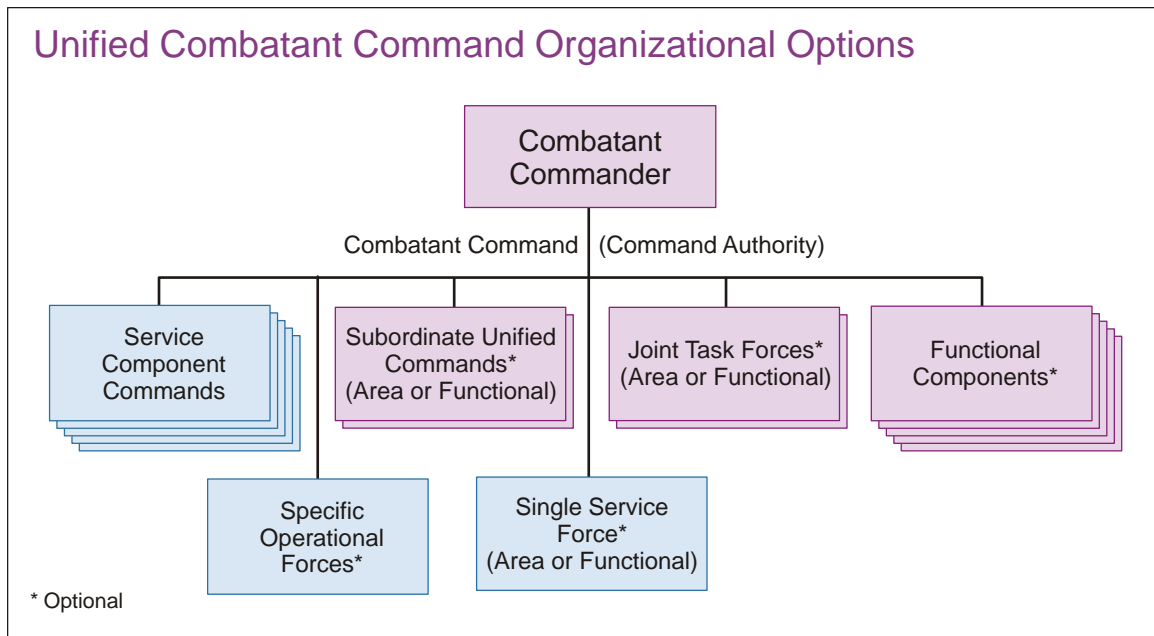 Unified Combatant Command Organizational Options
Combatant
Commander
Combatant Command (Command Authority)
Service
Component
Commands
Subordinate Unified
Commands*
(Area or Functional)
Joint Task Forces*
(Area or Functional)
Functional
Components*
Specific
Operational
Forces*
Single Service
Force*
(Area or Functional)
* Optional